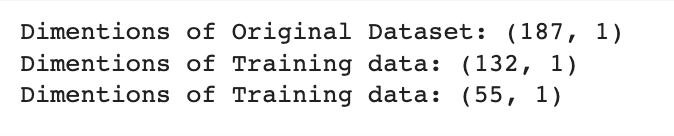 Dimentions of Original Dataset: (187, 1)
Dimentions of Training data: (132, 1)
Dimentions of Training data: (55, 1)